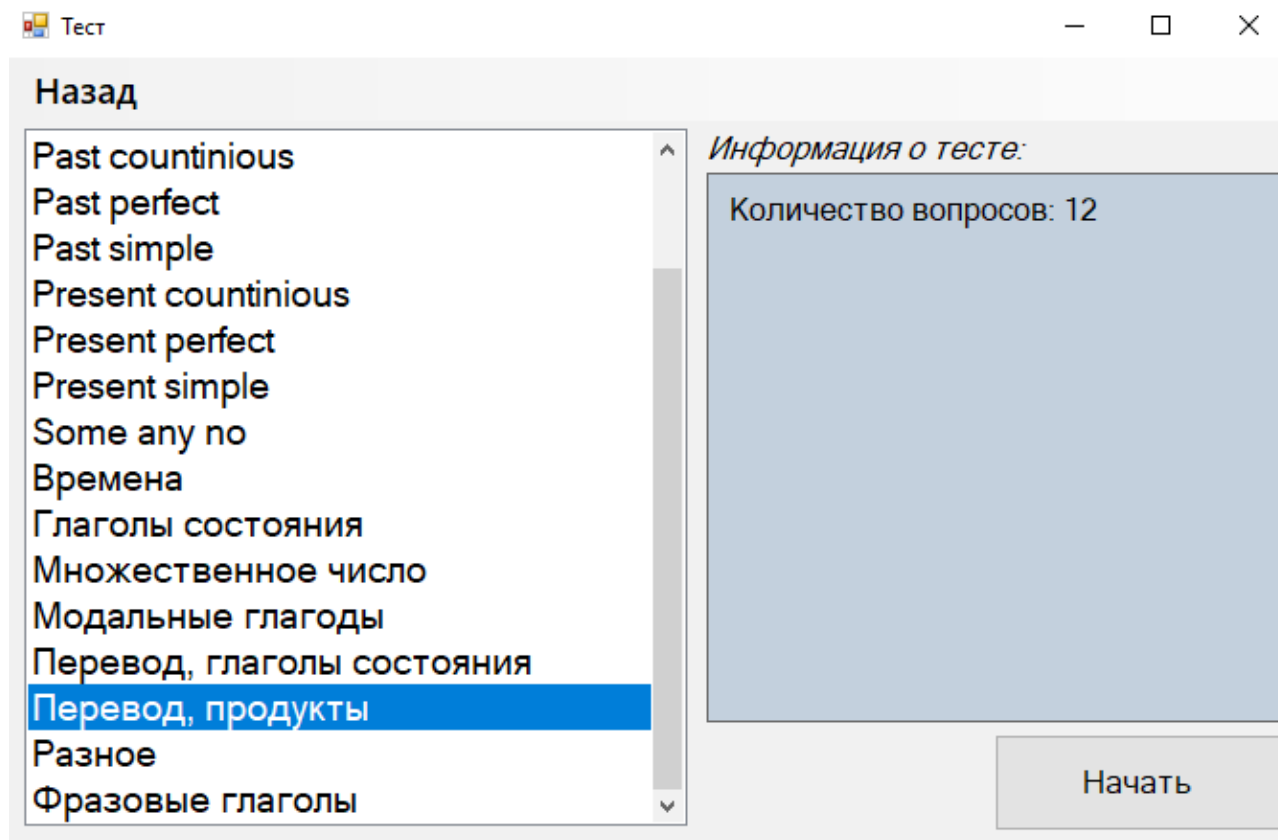 Тест
Назад
Past countinious
Past perfect
Past simple
Present countinious
Present perfect
Present simple
Some any no
Времена
Глаголы состояния
Множественное число
Модальные глагоды
Перевод, глаголы состояния
Перевод, продукты
Разное
Фразовые глаголы
Информация о тесте:
Количество вопросов: 12
Начать